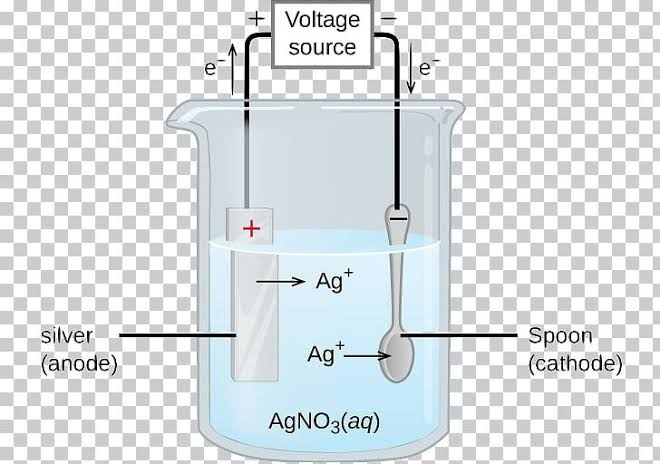 + Voltage −
source
e⁻ e⁻
+ −
Ag⁺
silver
(anode)
Spoon
(cathode)
Ag⁺
AgNO₃(aq)